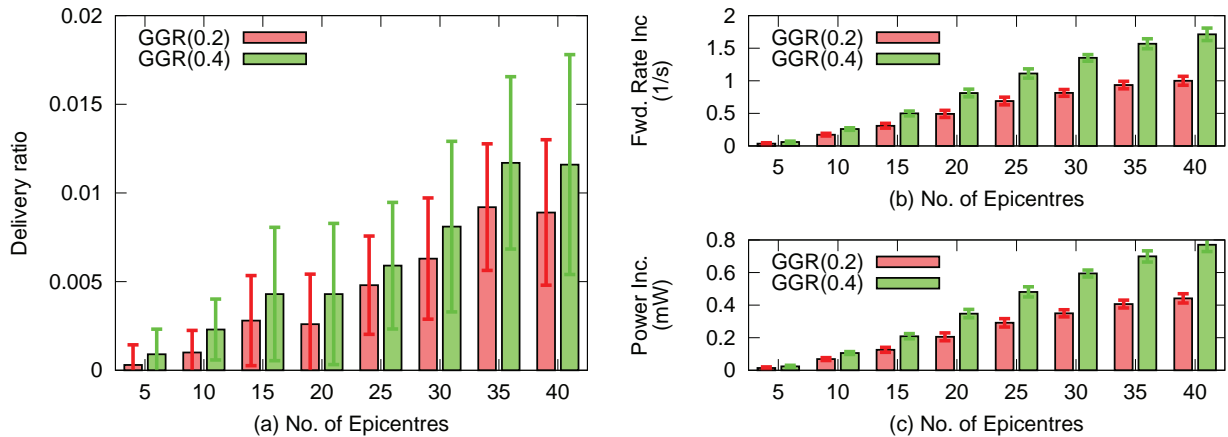 0.02
0.015
0.01
0.005
0
Delivery ratio
GGR(0.2)
GGR(0.4)
5 10 15 20 25 30 35 40
(a) No. of Epicentres
2
1.5
1
0.5
0
Fwd. Rate Inc
(1/s)
GGR(0.2)
GGR(0.4)
5 10 15 20 25 30 35 40
(b) No. of Epicentres
0.8
0.6
0.4
0.2
0
Power Inc.
(mW)
GGR(0.2)
GGR(0.4)
5 10 15 20 25 30 35 40
(c) No. of Epicentres